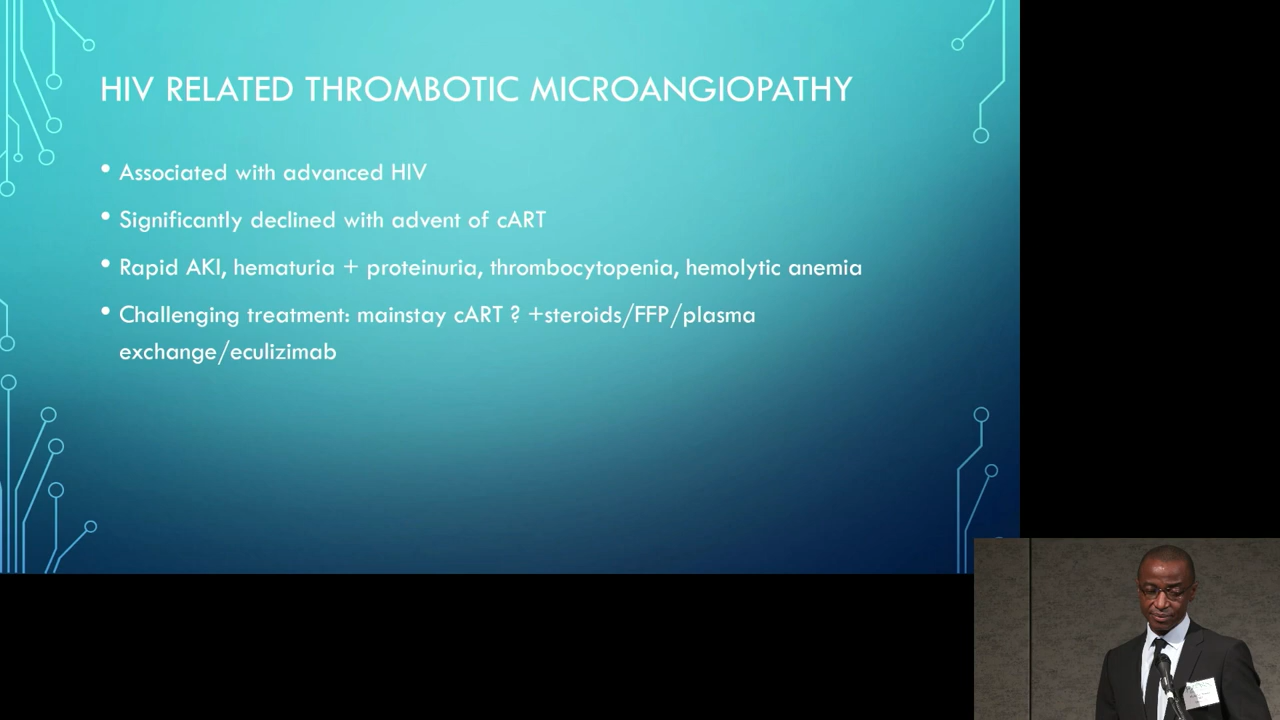 HIV RELATED THROMBOTIC MICROANGIOPATHY
• Associated with advanced HIV
• Significantly declined with advent of cART
• Rapid AKI, hematuria + proteinuria, thrombocytopenia, hemolytic anemia
• Challenging treatment: mainstay cART ? +steroids/FFP/plasma
exchange/eculizimab